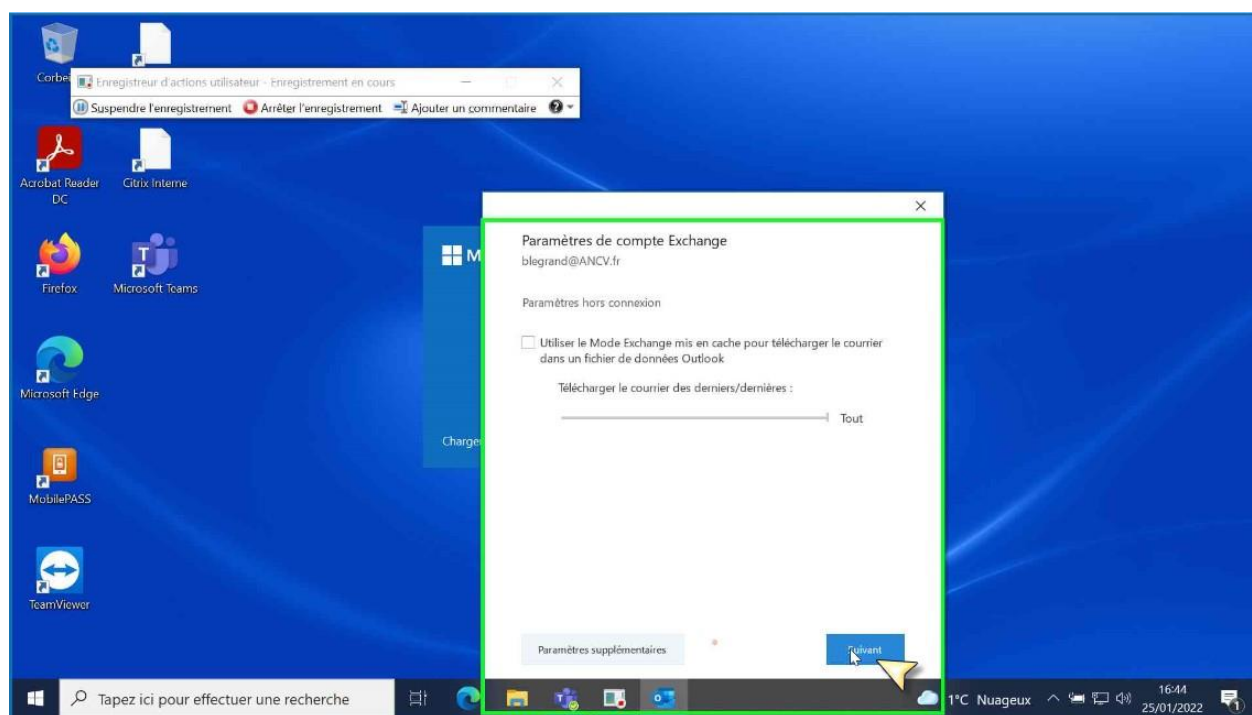 Corbei
Enregistreur d'actions utilisateur - Enregistrement en cours
Suspendre l'enregistrement Arrêter l'enregistrement Ajouter un commentaire
Acrobat Reader
DC
Citrix Interne
Firefox
Microsoft Teams
Microsoft Edge
MobilePASS
TeamViewer
M
Charge
Paramètres de compte Exchange
blegrand@ANCV.fr
Paramètres hors connexion
Utiliser le Mode Exchange mis en cache pour télécharger le courrier
dans un fichier de données Outlook
Télécharger le courrier des derniers/dernières :
Tout
Paramètres supplémentaires
Suivant
Tapez ici pour effectuer une recherche
1°C Nuageux
16:44
25/01/2022
1